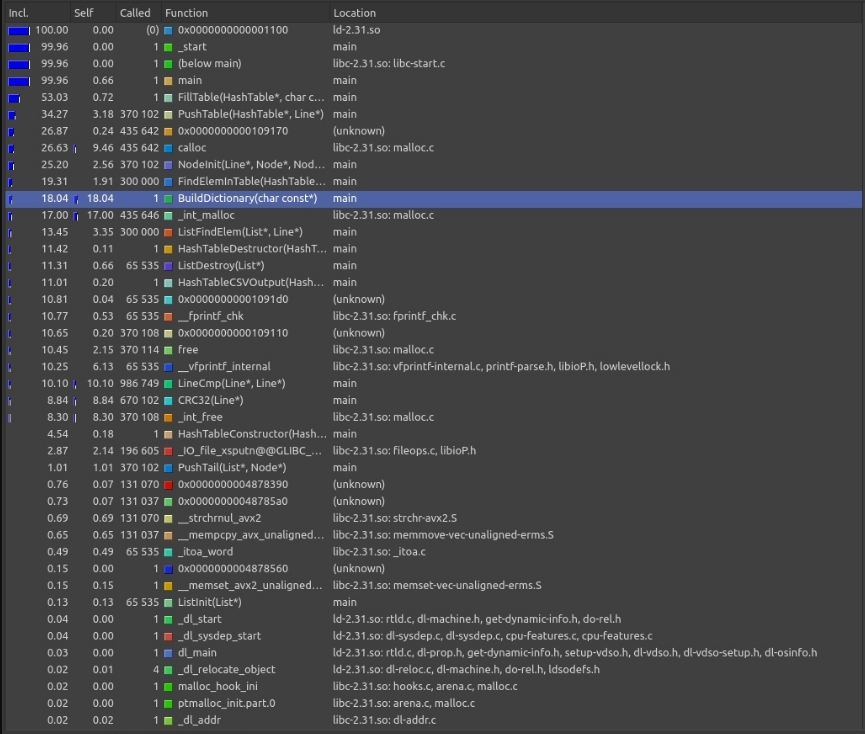 Incl. Self Called Function Location
100.00 0.00 (0) 0x0000000000001100 ld-2.31.so
99.96 0.00 1 _start main
99.96 0.00 1 (below main) libc-2.31.so: libc-start.c
99.96 0.66 1 main main
53.03 0.72 1 FillTable(HashTable*, char c... main
34.27 3.18 370 102 PushTable(HashTable*, Line*) main
26.87 0.24 435 642 0x0000000000109170 (unknown)
26.63 9.46 435 642 calloc libc-2.31.so: malloc.c
25.20 2.56 370 102 NodeInit(Line*, Node*, Nod... main
19.31 1.91 300 000 FindElemInTable(HashTable... main
18.04 18.04 1 BuildDictionary(char const*) main
17.00 17.00 435 646 _int_malloc libc-2.31.so: malloc.c
13.45 3.35 300 000 ListFindElem(List*, Line*) main
11.42 0.11 1 HashTableDestructor(HashT... main
11.31 0.66 65 535 ListDestroy(List*) main
11.01 0.20 1 HashTableCSVOutput(Hash... main
10.81 0.04 65 535 0x00000000001091d0 (unknown)
10.77 0.53 65 535 __fprintf_chk libc-2.31.so: fprintf_chk.c
10.65 0.20 370 108 0x0000000000109110 (unknown)
10.45 2.15 370 114 free libc-2.31.so: malloc.c
10.25 6.13 65 535 __vfprintf_internal libc-2.31.so: vfprintf-internal.c, printf-parse.h, libioP.h, lowlevellock.h
10.10 10.10 986 749 LineCmp(Line*, Line*) main
8.84 8.84 670 102 CRC32(Line*) main
8.30 8.30 370 108 _int_free libc-2.31.so: malloc.c
4.54 0.18 1 HashTableConstructor(Hash... main
2.87 2.14 196 605 _IO_file_xsputn@@GLIBC_... libc-2.31.so: fileops.c, libioP.h
1.01 1.01 370 102 PushTail(List*, Node*) main
0.76 0.07 131 070 0x0000000004878390 (unknown)
0.73 0.07 131 037 0x00000000048785a0 (unknown)
0.69 0.69 131 070 __strchrnul_avx2 libc-2.31.so: strchr-avx2.S
0.65 0.65 131 037 __mempcpy_avx_unaligned... libc-2.31.so: memmove-vec-unaligned-erms.S
0.49 0.49 65 535 _itoa_word libc-2.31.so: _itoa.c
0.15 0.00 1 0x0000000004878560 (unknown)
0.15 0.15 1 __memset_avx2_unaligned... libc-2.31.so: memset-vec-unaligned-erms.S
0.13 0.13 65 535 ListInit(List*) main
0.04 0.00 1 _dl_start ld-2.31.so: rtld.c, dl-machine.h, get-dynamic-info.h, do-rel.h
0.04 0.00 1 _dl_sysdep_start ld-2.31.so: dl-sysdep.c, dl-sysdep.c, cpu-features.c, cpu-features.c
0.03 0.00 1 dl_main ld-2.31.so: rtld.c, dl-prop.h, get-dynamic-info.h, setup-vdso.h, dl-vdso.h, dl-vdso-setup.h, dl-osinfo.h
0.02 0.01 4 _dl_relocate_object ld-2.31.so: dl-reloc.c, dl-machine.h, do-rel.h, libdsodefs.h
0.02 0.00 1 malloc_hook_ini libc-2.31.so: hooks.c, arena.c, malloc.c
0.02 0.00 1 ptmalloc_init.part.0 libc-2.31.so: arena.c, malloc.c
0.02 0.02 1 _dl_addr libc-2.31.so: dl-addr.c